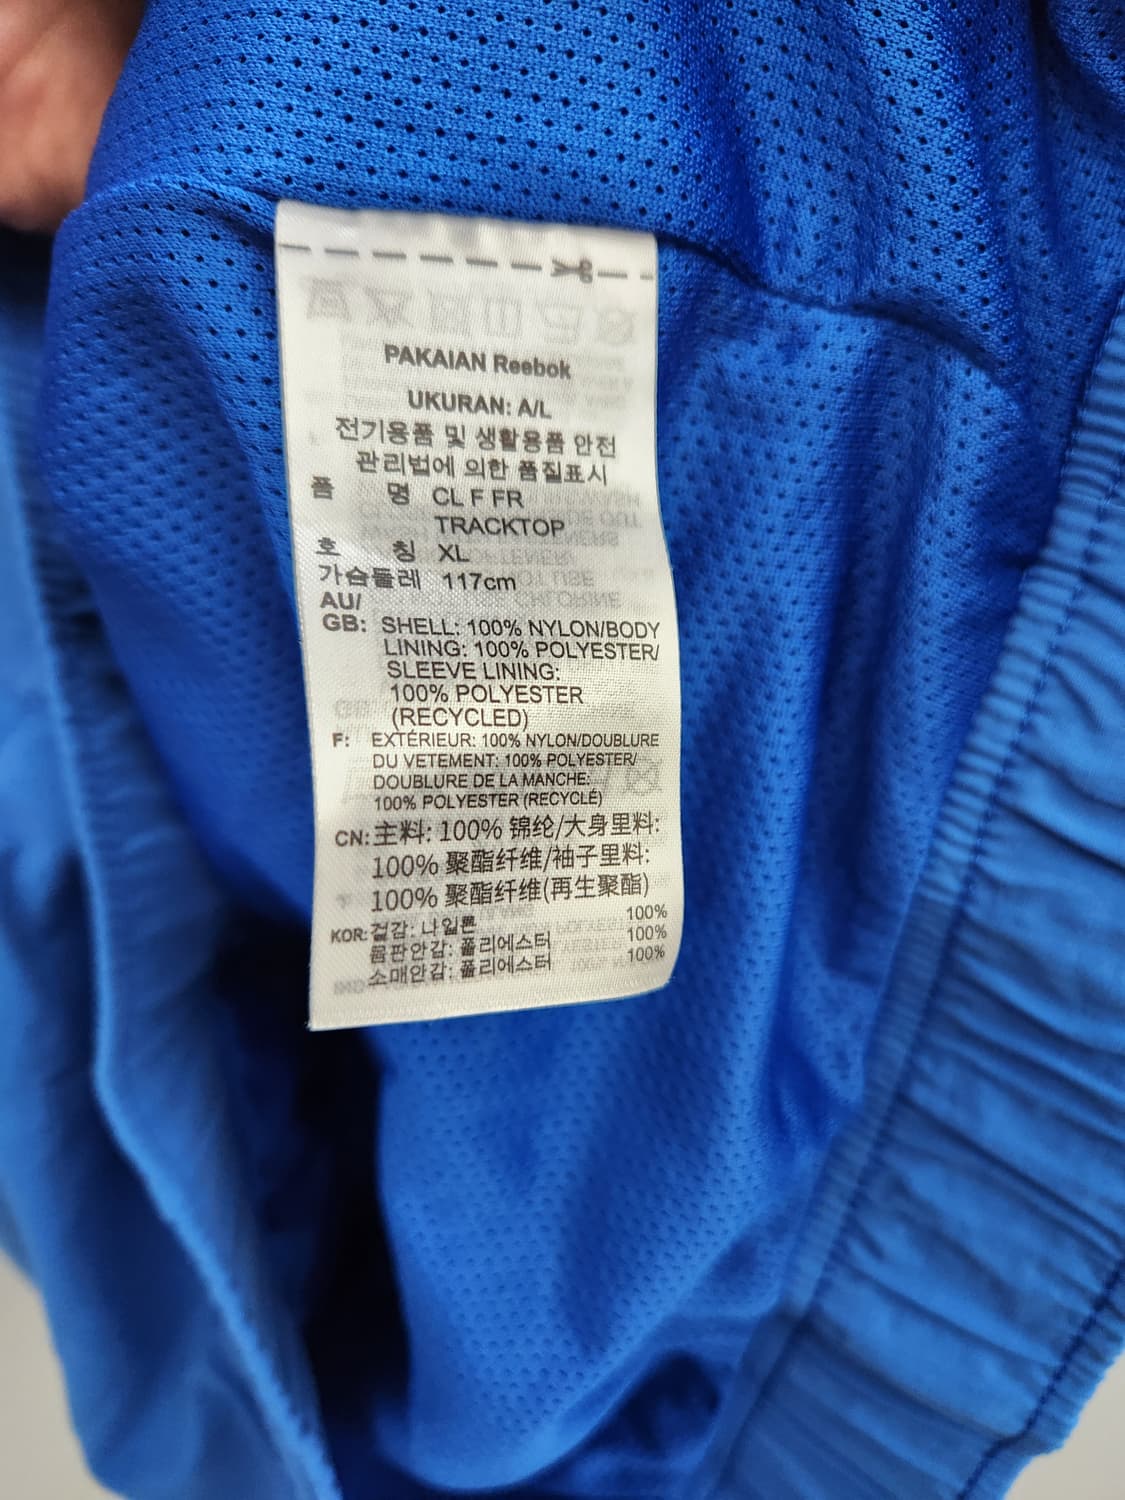 PAKAIAN Reebok
UKURAN: A/L
전기용품 및 생활용품 안전
관리법에 의한 품질표시
품 명 CL F FR
TRACKTOP
호 칭 XL
가슴둘레 117cm
AU/
GB: SHELL: 100% NYLON/BODY
LINING: 100% POLYESTER/
SLEEVE LINING:
100% POLYESTER
(RECYCLED)
F: EXTÉRIEUR: 100% NYLON/DOUBLURE
DU VETEMENT: 100% POLYESTER/
DOUBLURE DE LA MANCHE:
100% POLYESTER (RECYCLÉ)
CN: 主料: 100% 锦纶/大身里料:
100% 聚酯纤维/袖子里料:
100% 聚酯纤维(再生聚酯)
KOR: 겉감: 나일론 100%
몸판안감: 폴리에스터 100%
소매안감: 폴리에스터 100%